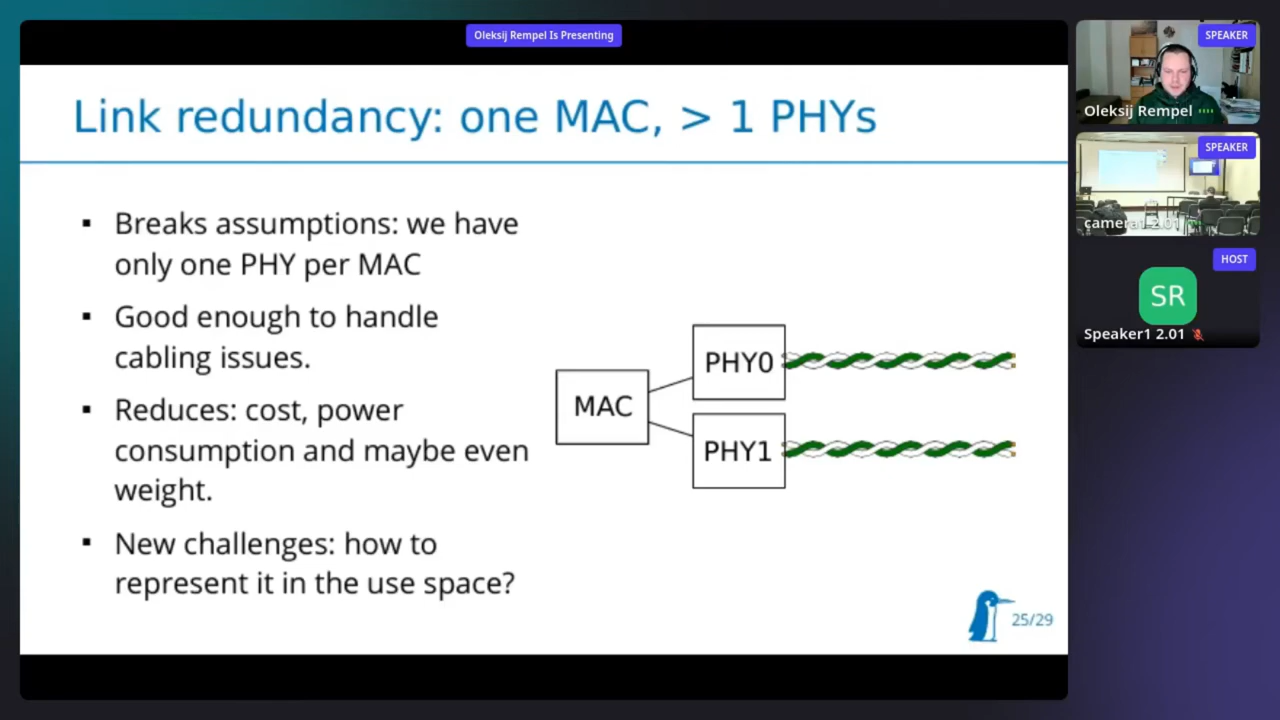 Oleksij Rempel Is Presenting
Link redundancy: one MAC, > 1 PHYs
▪ Breaks assumptions: we have
only one PHY per MAC
▪ Good enough to handle
cabling issues.
▪ Reduces: cost, power
consumption and maybe even
weight.
▪ New challenges: how to
represent it in the use space?
MAC
PHY0
PHY1
25/29
SPEAKER
Oleksij Rempel
SPEAKER
camera1 2.01
HOST
SR
Speaker1 2.01